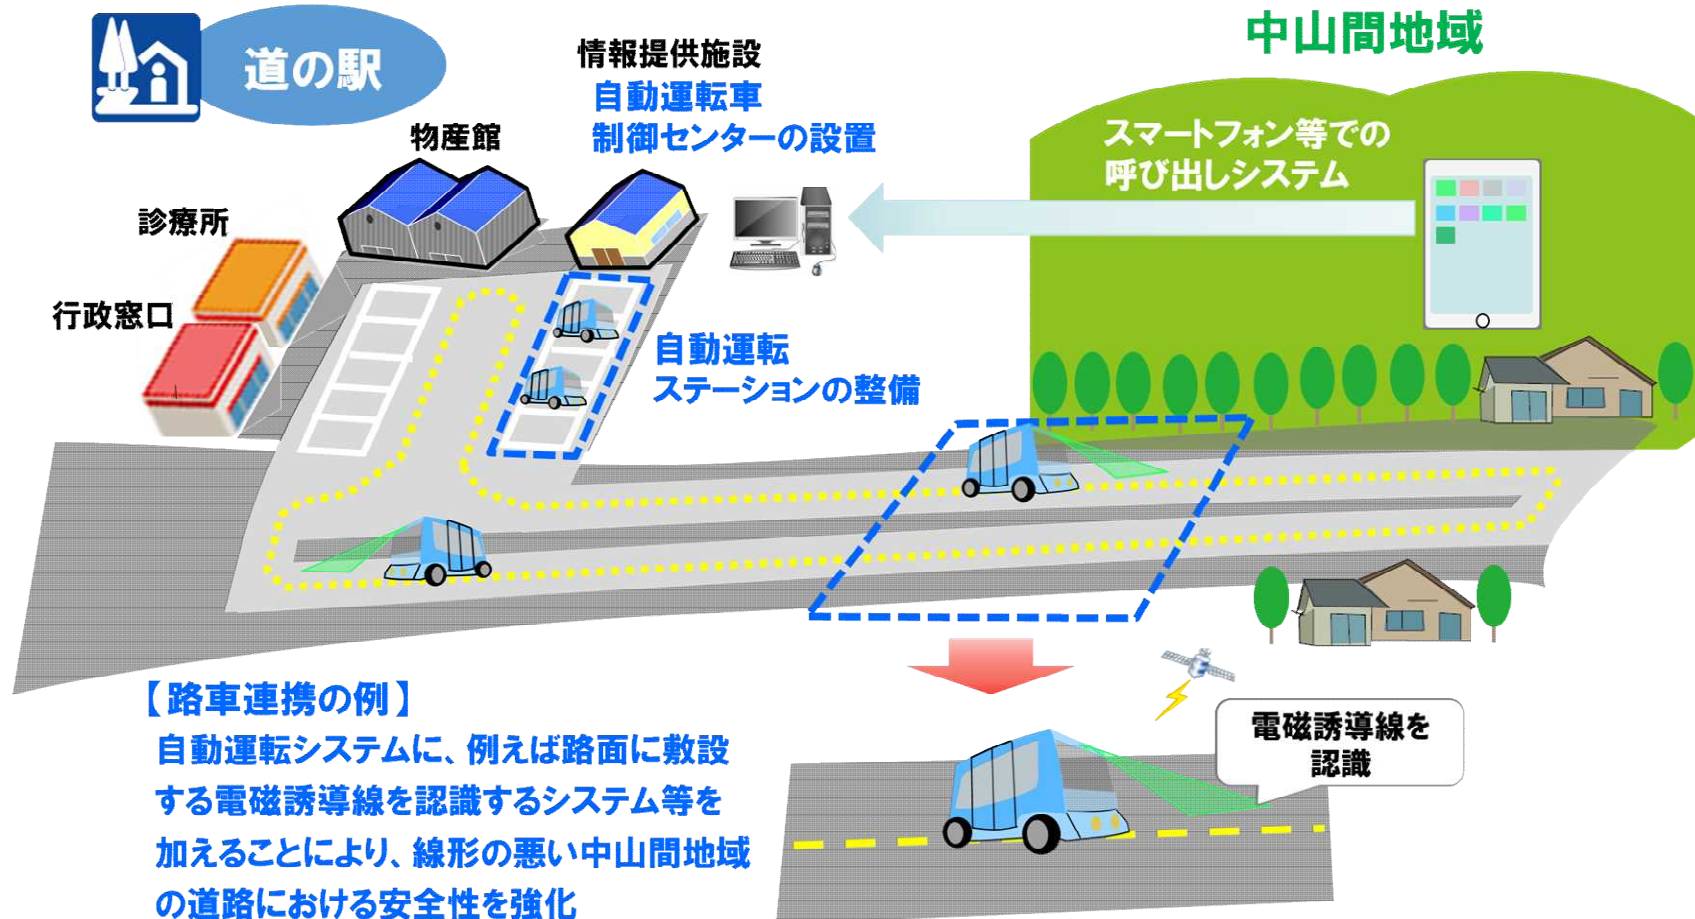 道の駅
中山間地域
情報提供施設
自動運転車
制御センターの設置
物産館
スマートフォン等での
呼び出しシステム
診療所
行政窓口
自動運転
ステーションの整備
【路車連携の例】
自動運転システムに、例えば路面に敷設
する電磁誘導線を認識するシステム等を
加えることにより、線形の悪い中山間地域
の道路における安全性を強化
電磁誘導線を
認識